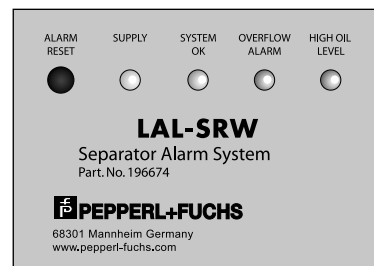 ALARM RESET
SUPPLY
SYSTEM OK
OVERFLOW ALARM
HIGH OIL LEVEL
LAL-SRW
Separator Alarm System
Part. No. 196674
PEPPERL+FUCHS
68301 Mannheim Germany
www.pepperl-fuchs.com